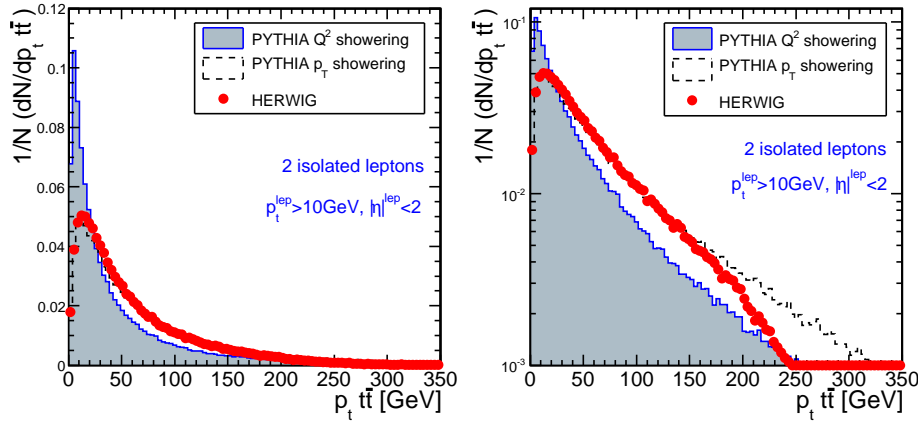 1/N (dN/dp_t tt̄)
0.12
0.1
0.08
0.06
0.04
0.02
0
PYTHIA Q² showering
PYTHIA p_T showering
HERWIG
2 isolated leptons
p_t^lep>10GeV, |η|^lep<2
0 50 100 150 200 250 300 350
p_t tt̄ [GeV]
1/N (dN/dp_t tt̄)
10⁻¹
10⁻²
10⁻³
PYTHIA Q² showering
PYTHIA p_T showering
HERWIG
2 isolated leptons
p_t^lep>10GeV, |η|^lep<2
0 50 100 150 200 250 300 350
p_t tt̄ [GeV]